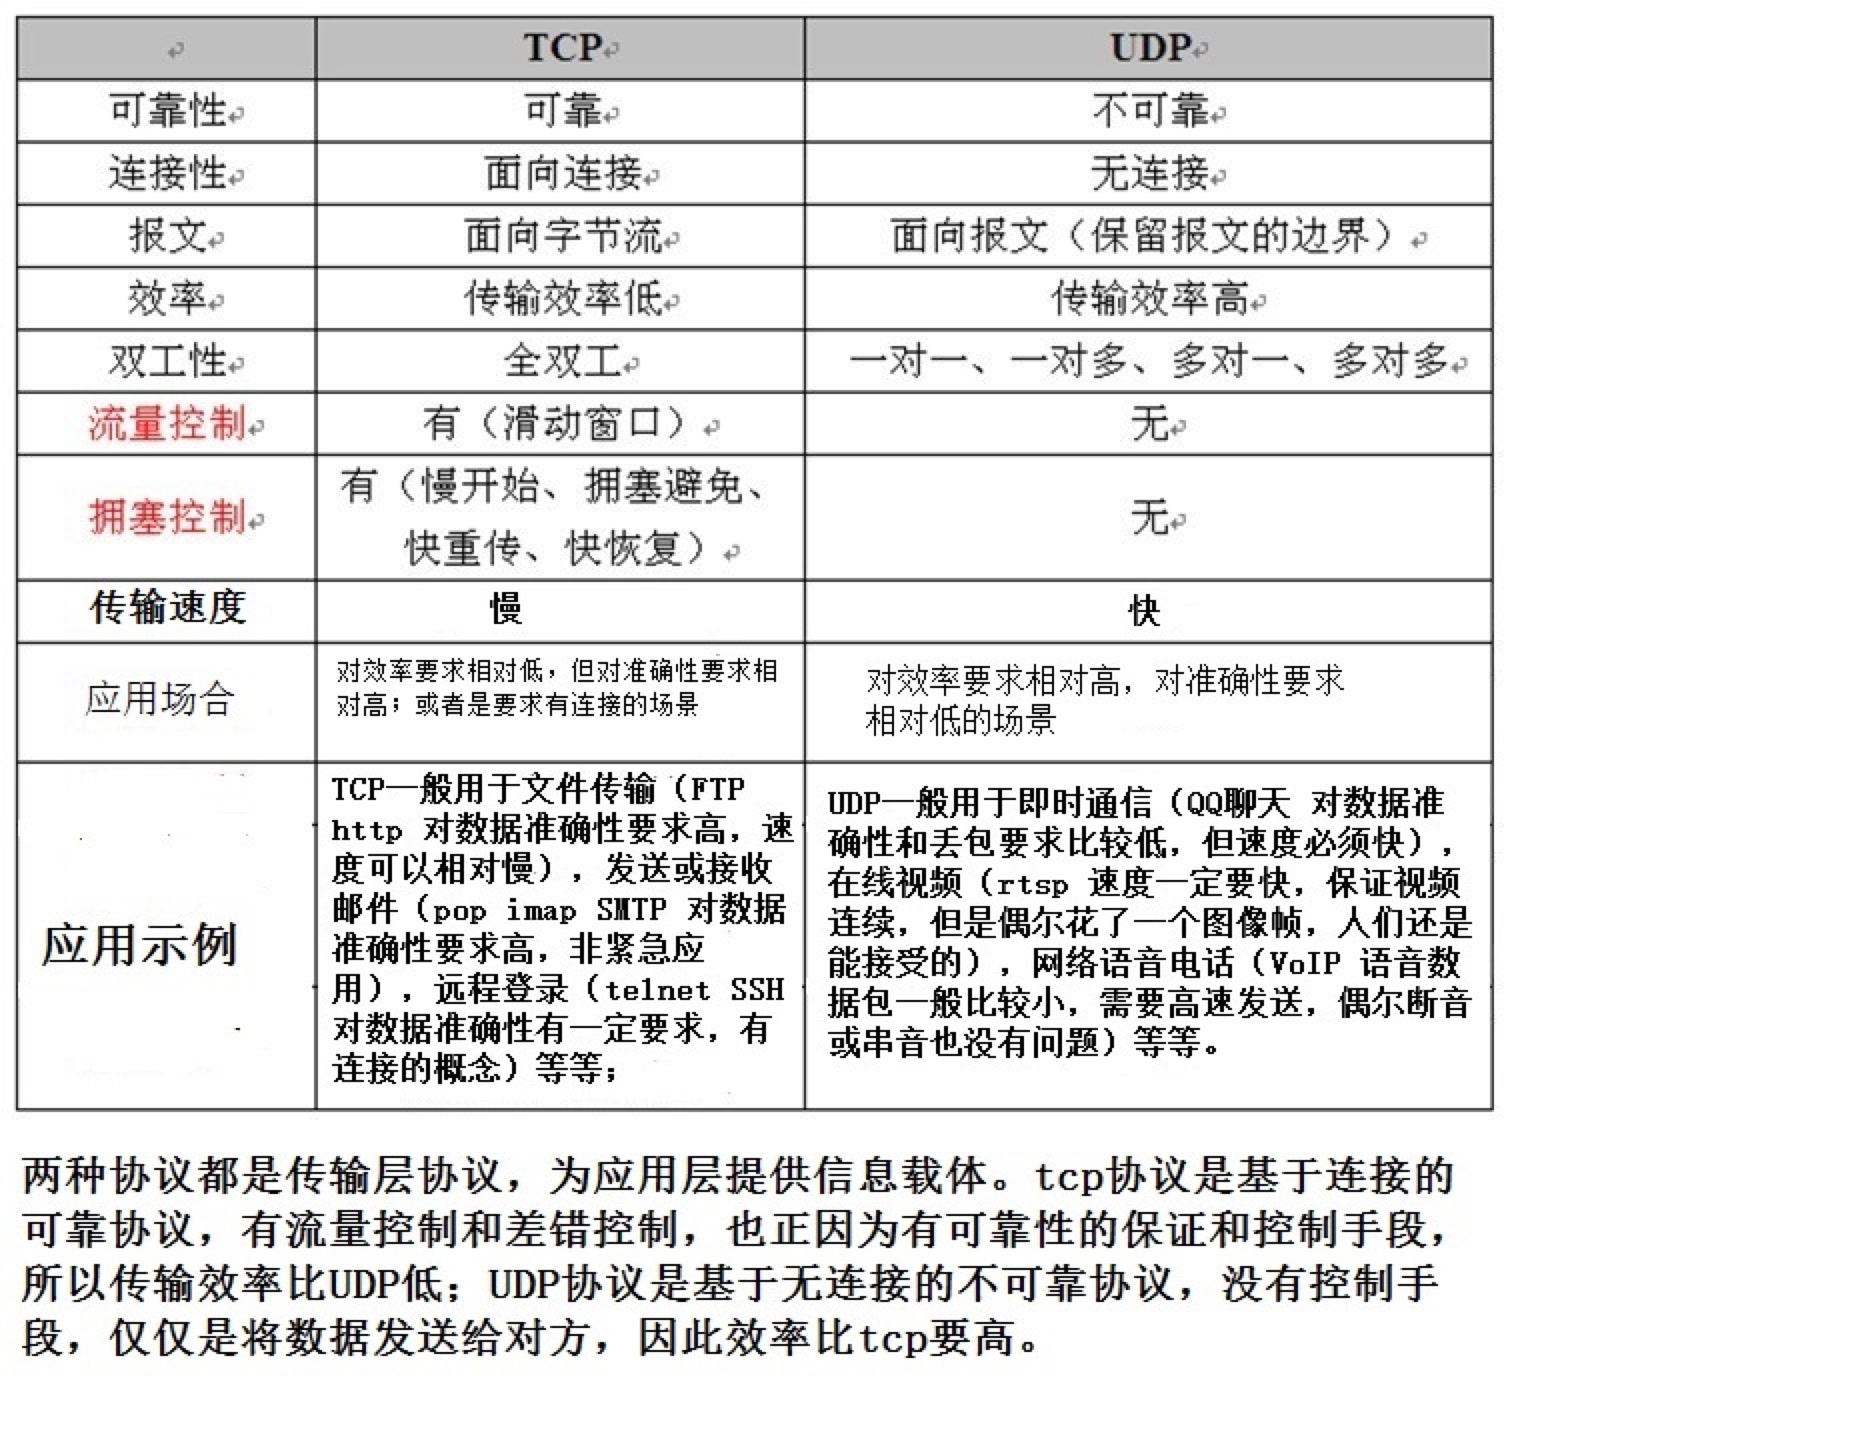 TCP
UDP
可靠性
可靠
不可靠
连接性
面向连接
无连接
报文
面向字节流
面向报文（保留报文的边界）
效率
传输效率低
传输效率高
双工性
全双工
一对一、一对多、多对一、多对多
流量控制
有（滑动窗口）
无
拥塞控制
有（慢开始、拥塞避免、
快重传、快恢复）
无
传输速度
慢
快
应用场合
对效率要求相对低，但对准确性要求相
对高；或者是要求有连接的场景
对效率要求相对高，对准确性要求
相对低的场景
应用示例
TCP一般用于文件传输（FTP
http 对数据准确性要求高，速
度可以相对慢），发送或接收
邮件（pop imap SMTP 对数据
准确性要求高，非紧急应
用），远程登录（telnet SSH
对数据准确性有一定要求，有
连接的概念）等等；
UDP一般用于即时通信（QQ聊天 对数据准
确性和丢包要求比较低，但速度必须快），
在线视频（rtsp 速度一定要快，保证视频
连续，但是偶尔花了一个图像帧，人们还是
能接受的），网络语音电话（VoIP 语音数
据包一般比较小，需要高速发送，偶尔断音
或串音也没有问题）等等。
两种协议都是传输层协议，为应用层提供信息载体。tcp协议是基于连接的
可靠协议，有流量控制和差错控制，也正因为有可靠性的保证和控制手段，
所以传输效率比UDP低；UDP协议是基于无连接的不可靠协议，没有控制手
段，仅仅是将数据发送给对方，因此效率比tcp要高。